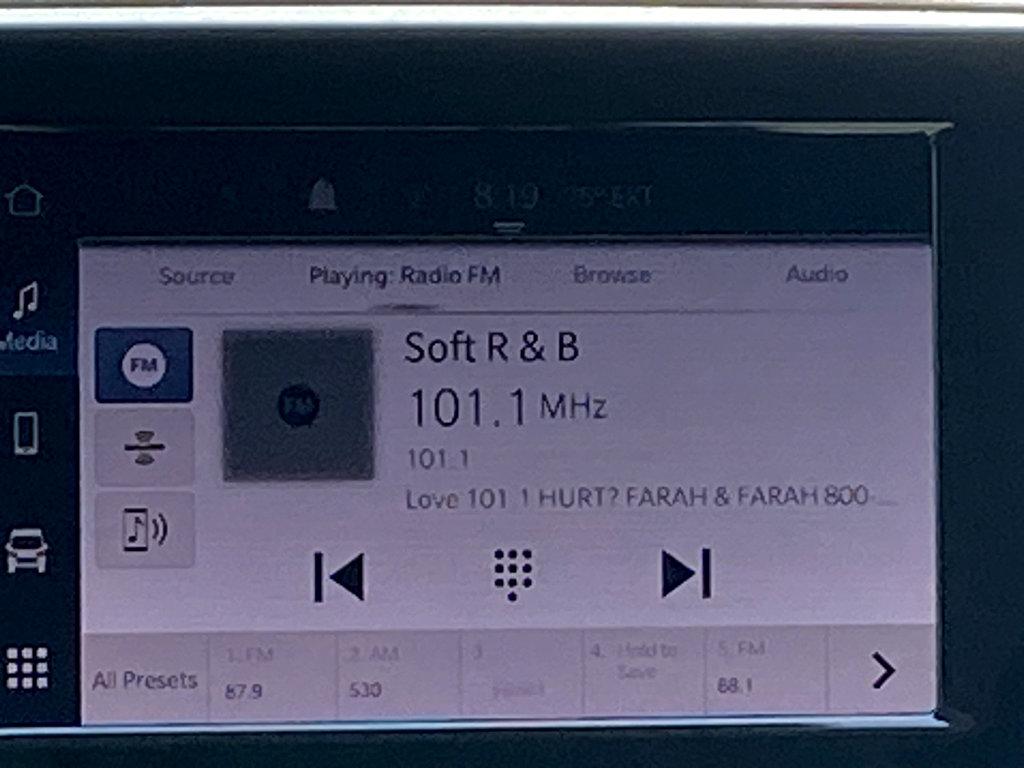 8:19
Source Playing: Radio FM Browse Audio
Media
FM
FM
Soft R & B
101.1 MHz
101.1
Love 101 1 HURT? FARAH & FARAH 800-...
All Presets
1. FM
87.9
2. AM
530
3
4. Hold to
Save
5. FM
88.1